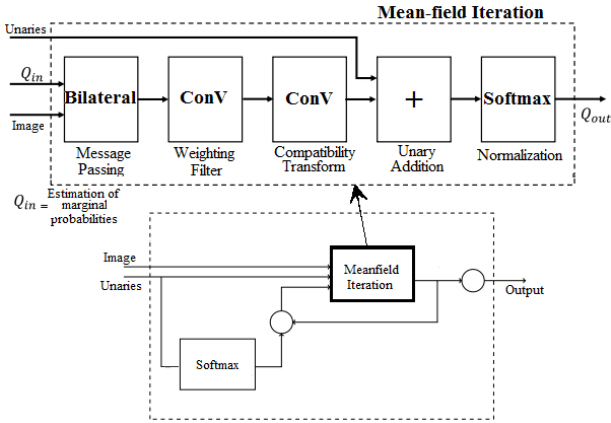 Mean-field Iteration
Unaries
Q_in
Image
Bilateral
ConV
ConV
+
Softmax
Q_out
Message
Passing
Weighting
Filter
Compatibility
Transform
Unary
Addition
Normalization
Q_in = Estimation of
marginal
probabilities
Image
Unaries
Meanfield
Iteration
Output
Softmax